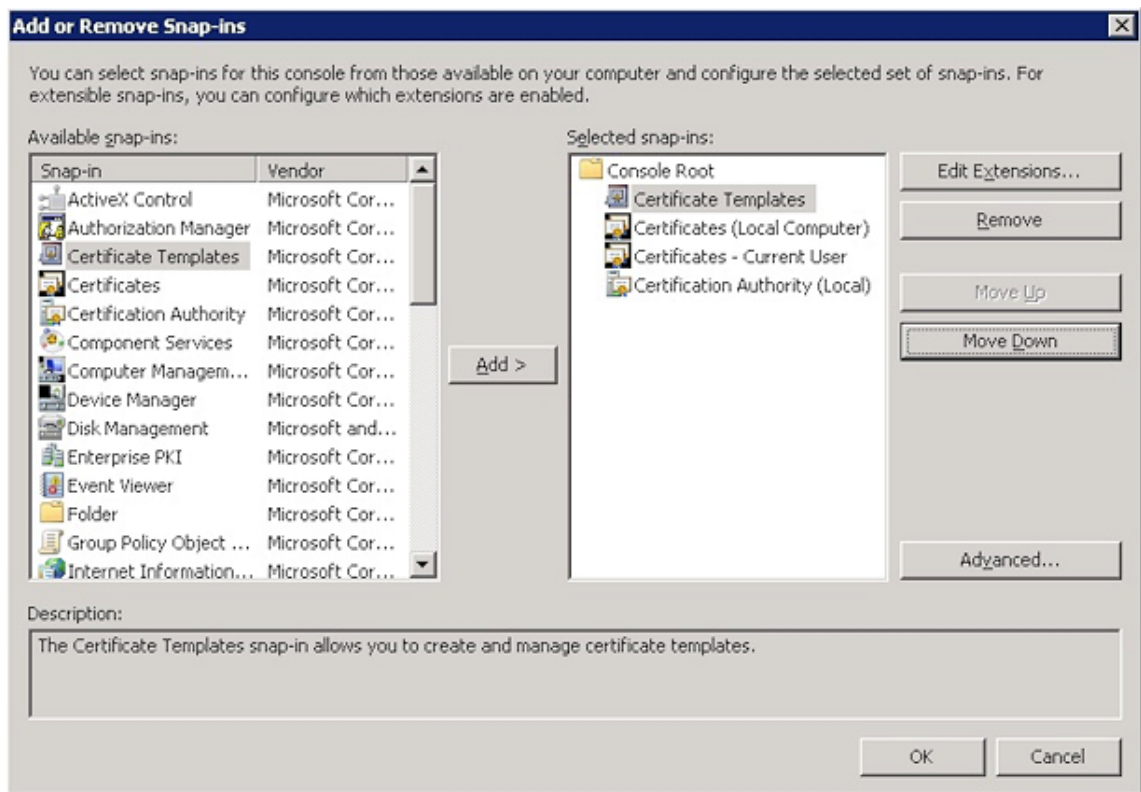 Add or Remove Snap-ins
You can select snap-ins for this console from those available on your computer and configure the selected set of snap-ins. For
extensible snap-ins, you can configure which extensions are enabled.
Available snap-ins:
Snap-in Vendor
ActiveX Control Microsoft Cor...
Authorization Manager Microsoft Cor...
Certificate Templates Microsoft Cor...
Certificates Microsoft Cor...
Certification Authority Microsoft Cor...
Component Services Microsoft Cor...
Computer Managem... Microsoft Cor...
Device Manager Microsoft Cor...
Disk Management Microsoft and...
Enterprise PKI Microsoft Cor...
Event Viewer Microsoft Cor...
Folder Microsoft Cor...
Group Policy Object ... Microsoft Cor...
Internet Information... Microsoft Cor...
Add >
Selected snap-ins:
Console Root
Certificate Templates
Certificates (Local Computer)
Certificates - Current User
Certification Authority (Local)
Edit Extensions...
Remove
Move Up
Move Down
Advanced...
Description:
The Certificate Templates snap-in allows you to create and manage certificate templates.
OK Cancel